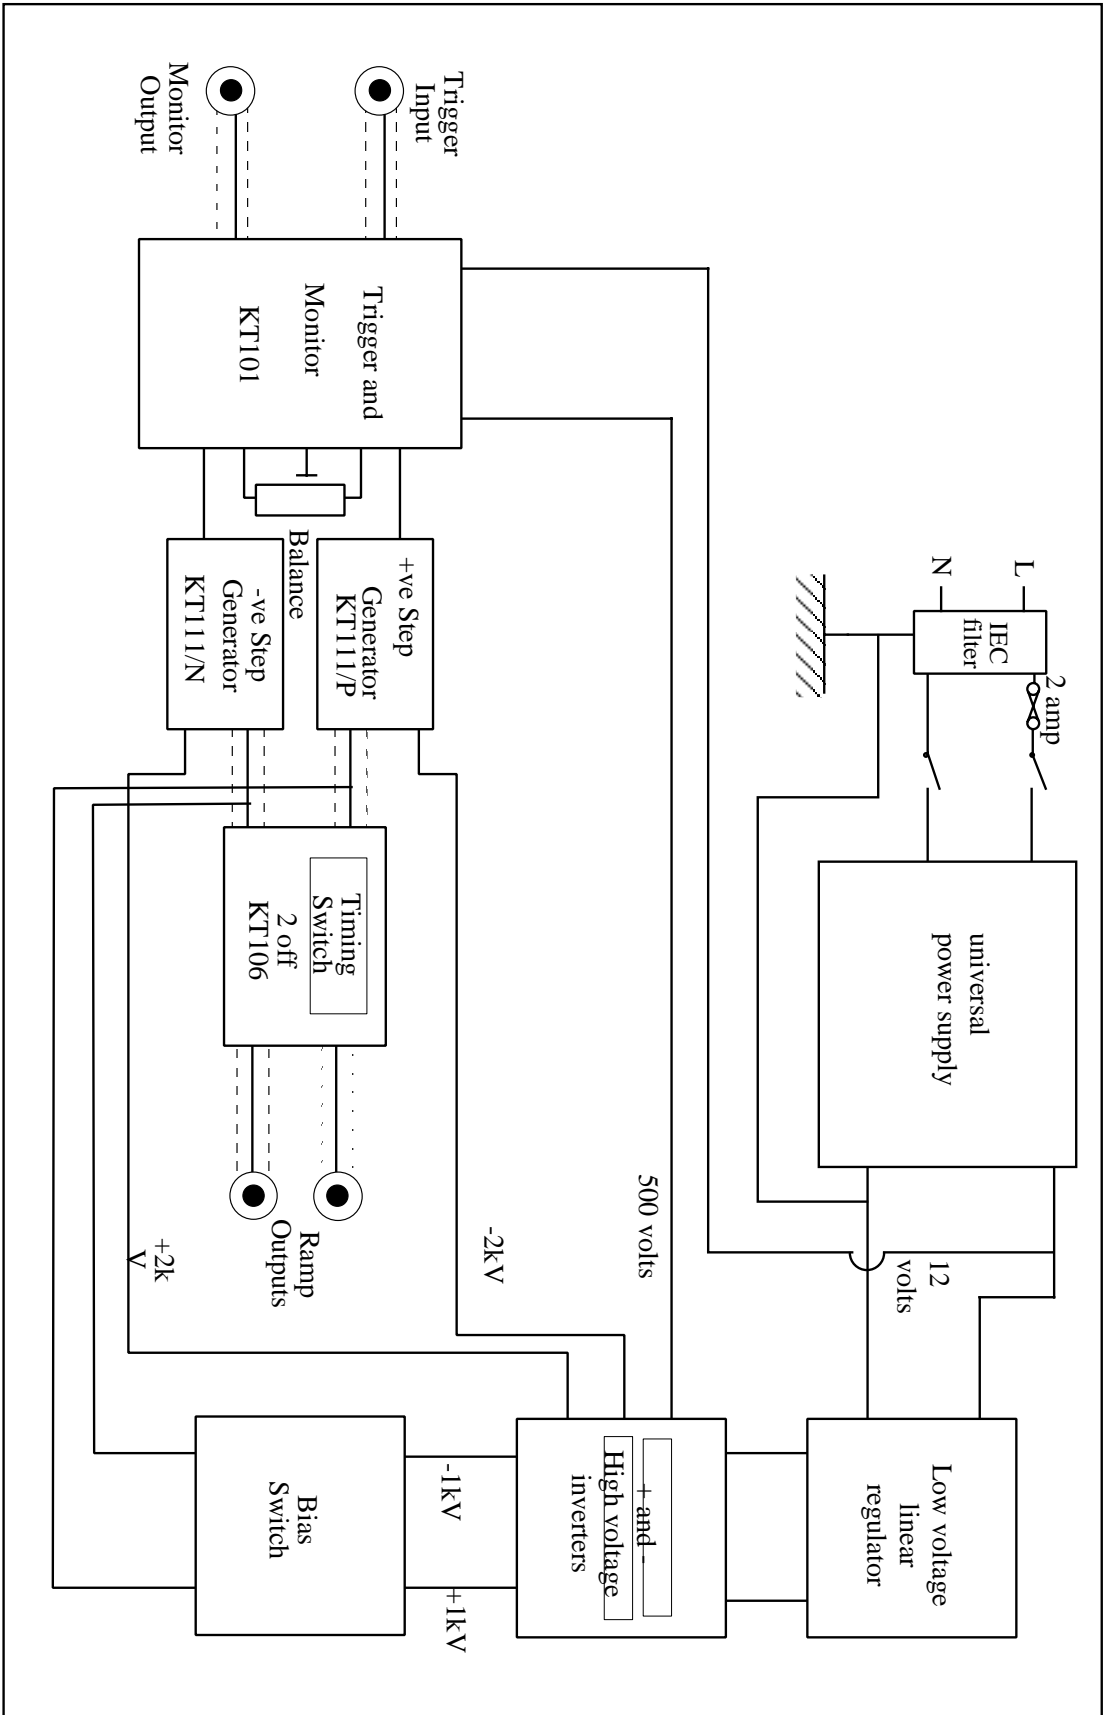 L
N
IEC
filter
2 amp
universal
power supply
12
volts
Low voltage
linear
regulator
Trigger
Input
Monitor
Output
Trigger and
Monitor
KT101
Balance
+ve Step
Generator
KT111/P
-ve Step
Generator
KT111/N
Timing
Switch
2 off
KT106
Ramp
Outputs
500 volts
-2kV
+2k
V
+ and -
High voltage
inverters
-1kV
+1kV
Bias
Switch